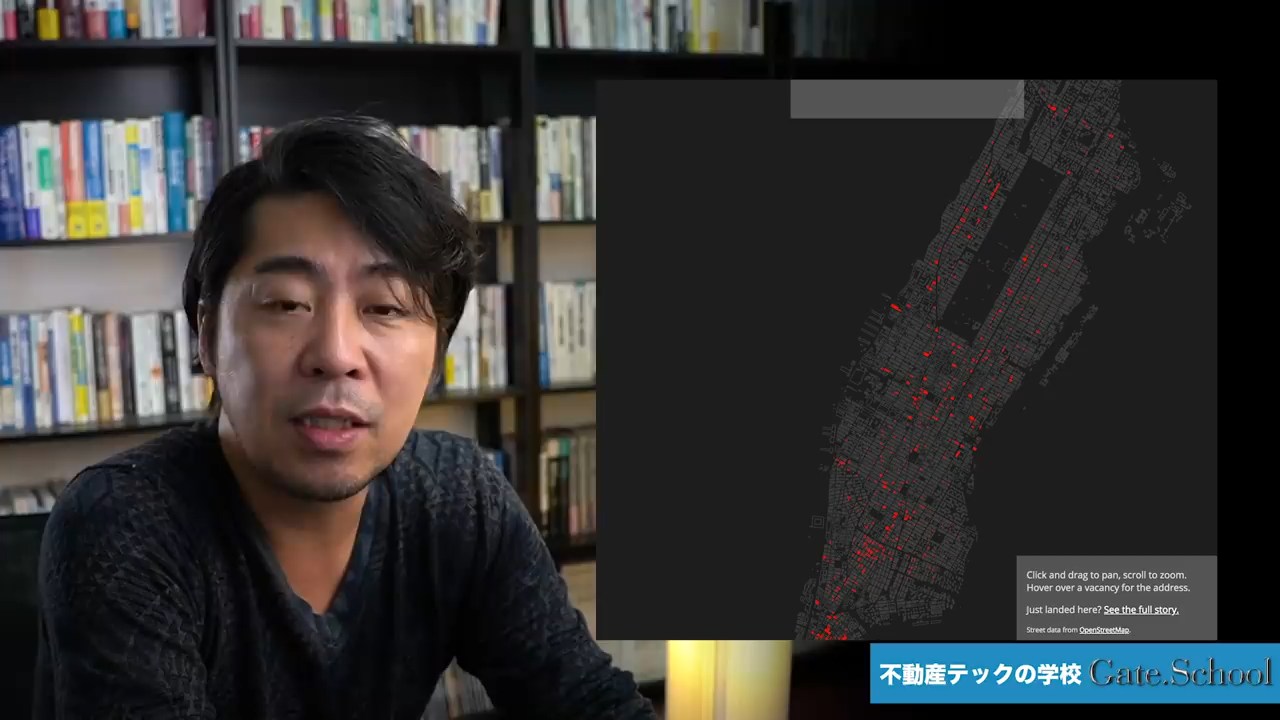 Click and drag to pan, scroll to zoom.
Hover over a vacancy for the address.
Just landed here? See the full story.
Street data from OpenStreetMap.
不動産テックの学校 Gate.School